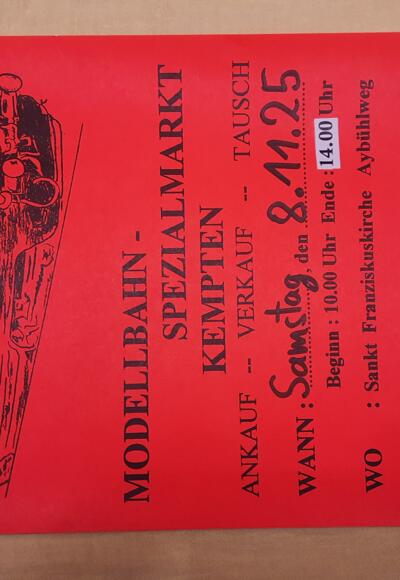 MODELLBAHN -
SPEZIALMARKT
KEMPTEN
ANKAUF -- VERKAUF -- TAUSCH
WANN : Samstag, den 8.11.25
Beginn : 10.00 Uhr Ende : 14.00 Uhr
WO : Sankt Franziskuskirche Aybühlweg